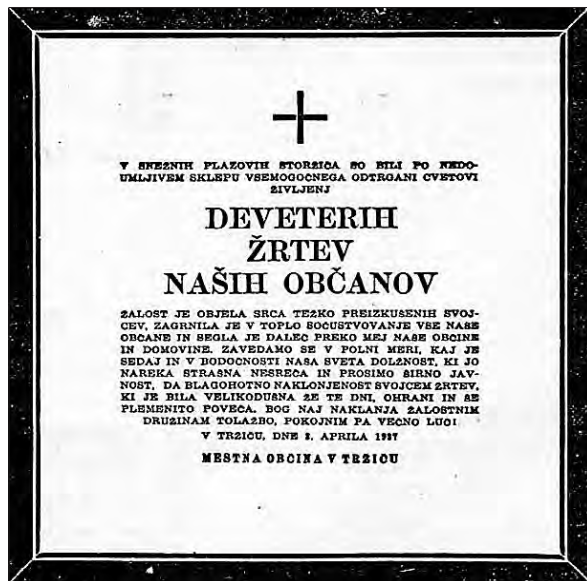 V SNEŽNIH PLAZOVIH STORŽIČA SO BILI PO NEDO-
UMLJIVEM SKLEPU VSEMOGOČNEGA ODTRGANI CVETOVI
ŽIVLJENJ
DEVETERIH
ŽRTEV
NAŠIH OBČANOV
ŽALOST JE OBJELA SRCA TEŽKO PREIZKUŠENIH SVOJ-
CEV, ZAGRNILA JE V TOPLO SOČUSTVOVANJE VSE NAŠE
OBČANE IN SEGLA JE DALEČ PREKO MEJ NAŠE OBČINE
IN DOMOVINE. ZAVEDAMO SE V POLNI MERI, KAJ JE
SEDAJ IN V BODOČNOSTI NAŠA SVETA DOLŽNOST, KI JO
NAREKA STRAŠNA NESREČA IN PROSIMO ŠIRNO JAV-
NOST, DA BLAGOHOTNO NAKLONJENOST SVOJCEM ŽRTEV,
KI JE BILA VELIKODUŠNA ŽE TE DNI, OHRANI IN ŠE
PLEMENITO POVEČA. BOG NAJ NAKLANJA ŽALOSTNIM
DRUŽINAM TOLAŽBO, POKOJNIM PA VEČNO LUČ!
V TRŽIČU, DNE APRILA 1937
MESTNA OBČINA V TRŽIČU